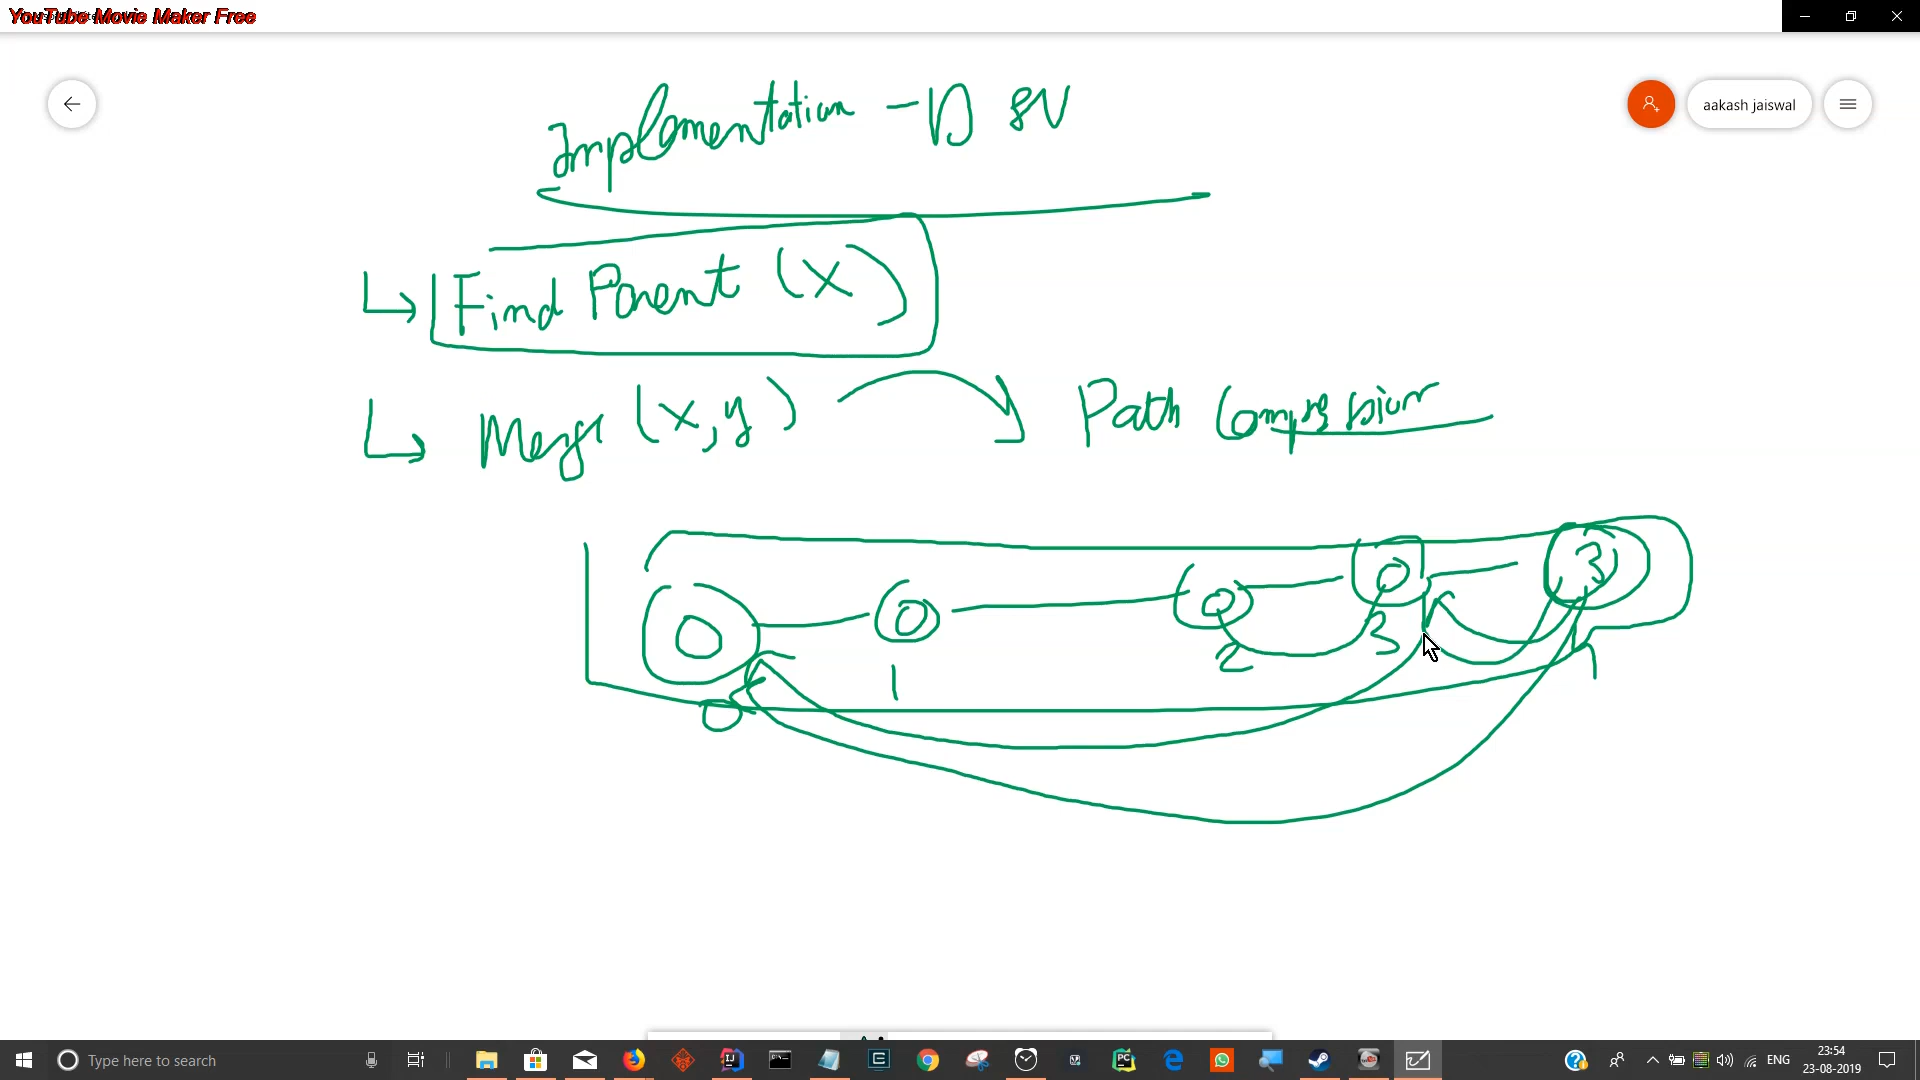 YouTube Movie Maker Free
aakash jaiswal
Implementation - D SU
Find Parent (X)
Merge (x,y)
Path Compression
0 0 0 0 3
0 1 2 3
Type here to search
ENG
23:54
23-08-2019